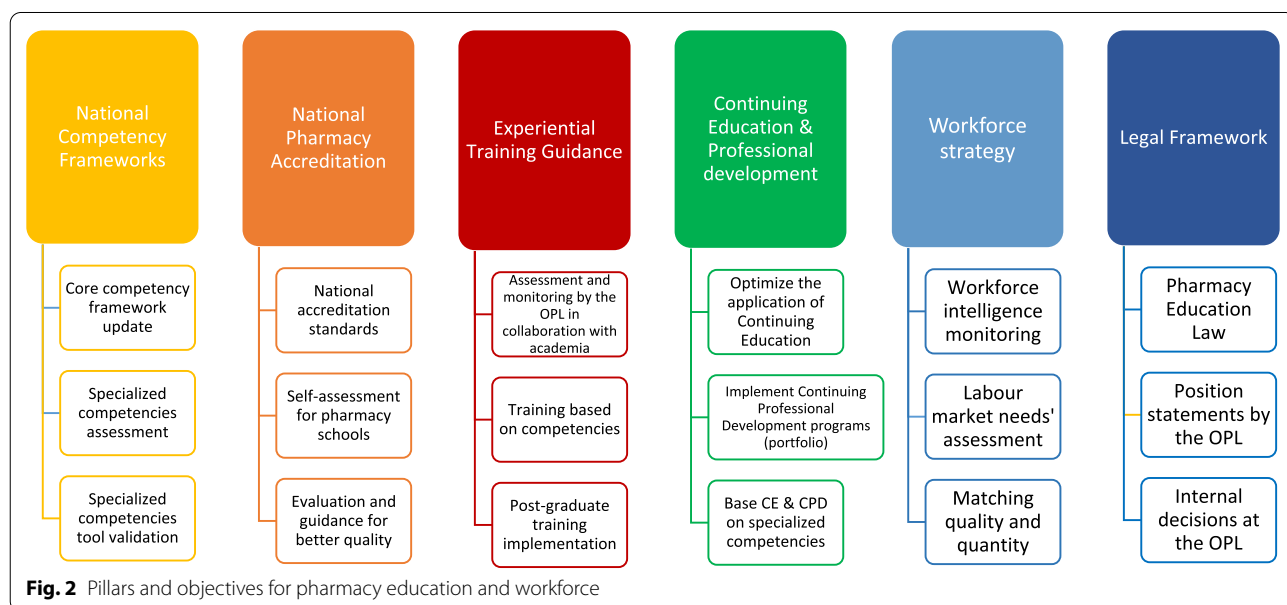 National
Competency
Frameworks
Core competency
framework
update
Specialized
competencies
assessment
Specialized
competencies
tool validation
National
Pharmacy
Accreditation
National
accreditation
standards
Self-assessment
for pharmacy
schools
Evaluation and
guidance for
better quality
Experiential
Training Guidance
Assessment and
monitoring by the
OPL in
collaboration with
academia
Training based
on competencies
Post-graduate
training
implementation
Continuing
Education &
Professional
development
Optimize the
application of
Continuing
Education
Implement Continuing
Professional
Development programs
(portfolio)
Base CE & CPD
on specialized
competencies
Workforce
strategy
Workforce
intelligence
monitoring
Labour
market needs'
assessment
Matching
quality and
quantity
Legal Framework
Pharmacy
Education
Law
Position
statements by
the OPL
Internal
decisions at
the OPL
Fig. 2 Pillars and objectives for pharmacy education and workforce